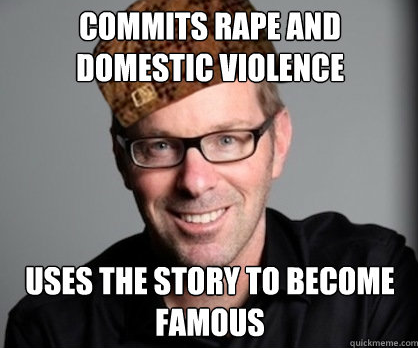 COMMITS RAPE AND
DOMESTIC VIOLENCE
USES THE STORY TO BECOME
FAMOUS
quickmeme.com